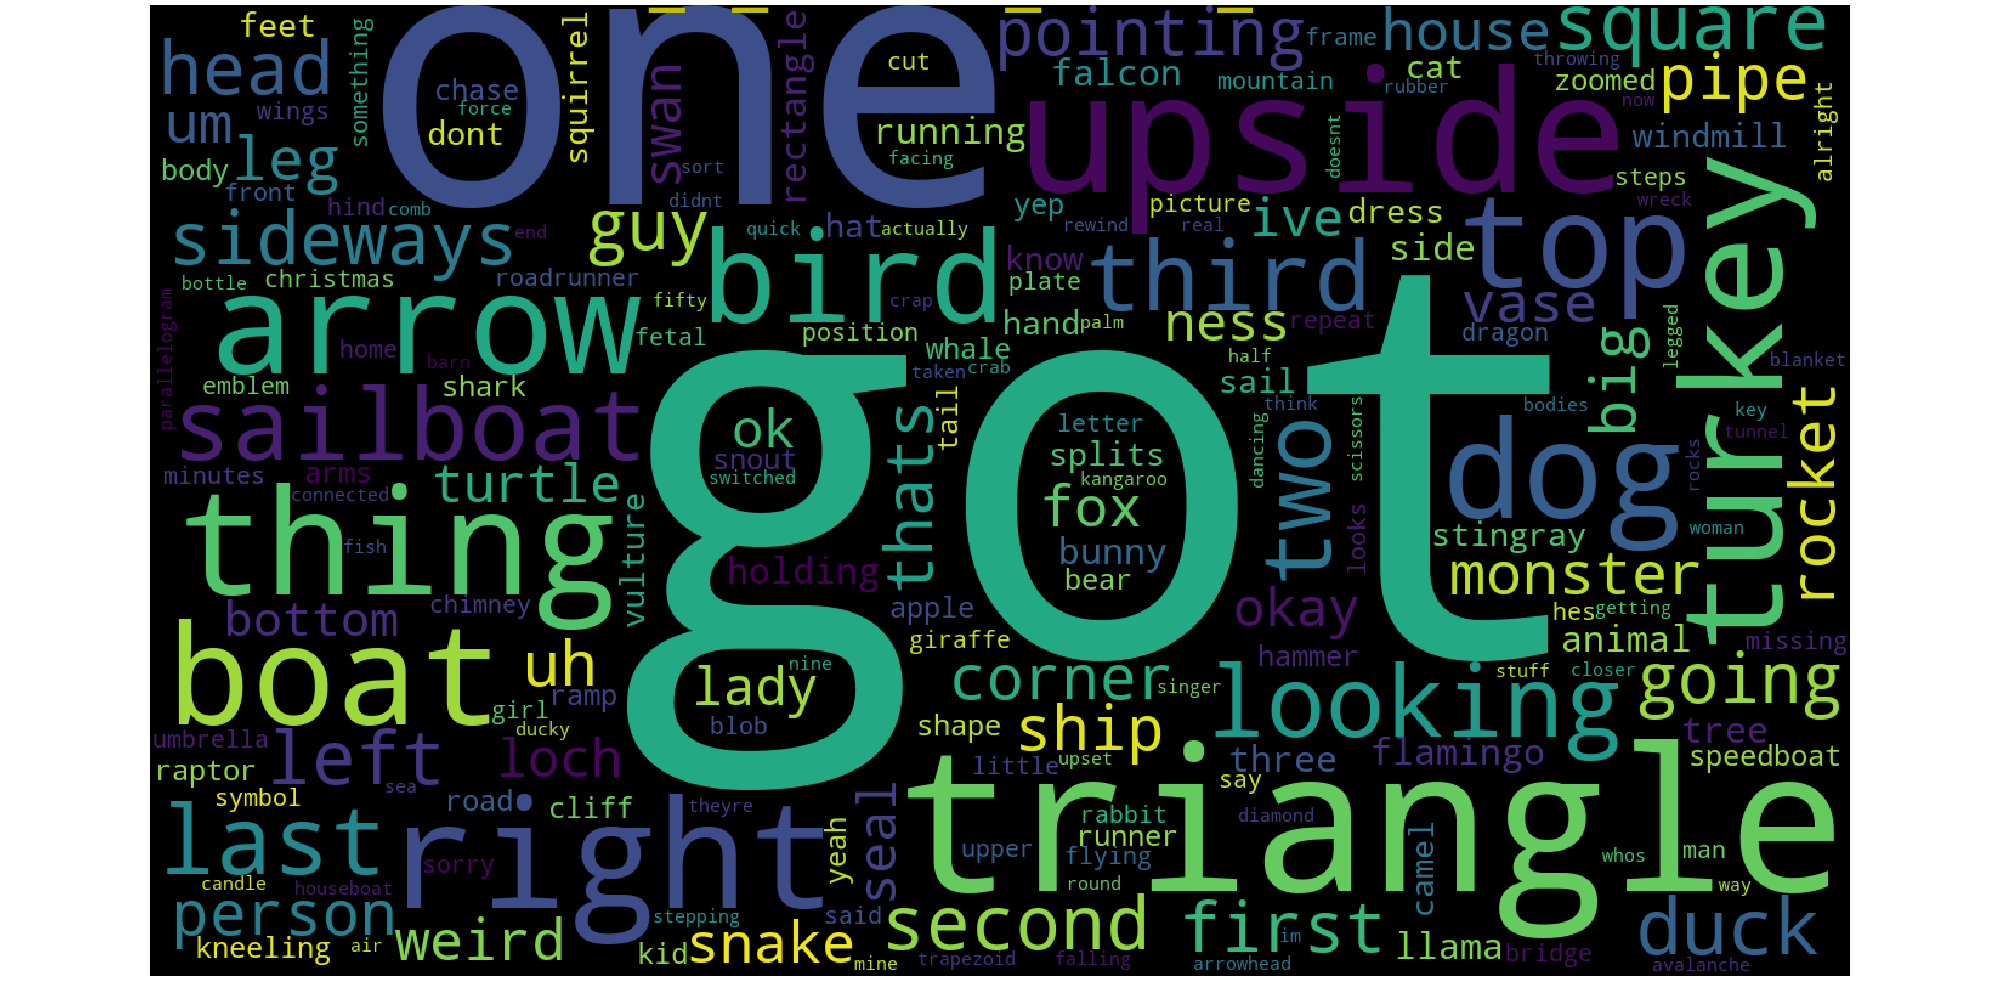 feet
something
one
squirrel
rectangle
pointing
frame
house
square
head
chase
force
cut
swan
falcon
mountain
cat
throwing
rubber
zoomed
pipe
now
alright
wings
um
dont
running
upside
doesnt
windmill
leg
body
front
sort
facing
steps
wreck
hind
comb
didnt
yep
rewind
picture
real
ive
dress
top
turkey
sideways
end
guy
quick
hat
actually
bird
know
third
side
bottle
christmas
roadrunner
plate
vase
parallelogram
arrow
fifty
crap
home
barn
fetal
position
hand
palm
ness
repeat
dragon
big
legged
blanket
whale
taken
crab
half
emblem
shark
got
sail
think
bodies
rocket
sailboat
ok
thats
tail
letter
two
dancing
scissors
dog
key
tunnel
snout
switched
splits
kangaroo
minutes
arms
connected
turtle
rocks
thing
vulture
fox
looks
stingray
woman
fish
holding
bunny
bear
monster
chimney
apple
okay
hes
getting
bottom
giraffe
animal
missing
boat
uh
nine
lady
corner
hammer
stuff
closer
going
ramp
girl
singer
looking
ducky
blob
shape
ship
tree
umbrella
left
loch
three
flamingo
speedboat
raptor
little
upset
say
sea
symbol
road
cliff
theyre
seal
triangle
rabbit
diamond
last
right
yeah
runner
camel
upper
flying
whos
man
sorry
candle
houseboat
round
way
person
stepping
said
second
first
im
duck
kneeling
air
weird
kid
snake
mine
trapezoid
falling
arrowhead
llama
bridge
avalanche